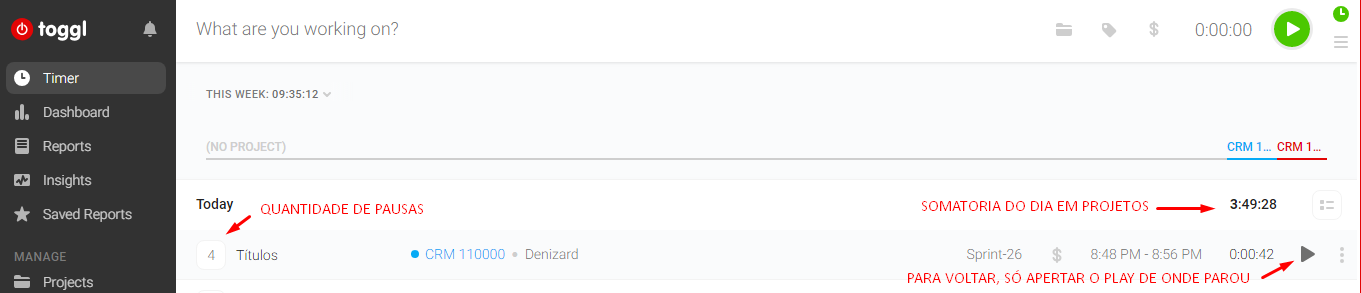 toggl
What are you working on?
$ 0:00:00
Timer
THIS WEEK: 09:35:12
Dashboard
Reports
(NO PROJECT) CRM 1... CRM 1...
Insights
Saved Reports
Today QUANTIDADE DE PAUSAS SOMATORIA DO DIA EM PROJETOS 3:49:28
MANAGE
4 Títulos CRM 110000 • Denizard Sprint-26 $ 8:48 PM - 8:56 PM 0:00:42
Projects
PARA VOLTAR, SÓ APERTAR O PLAY DE ONDE PAROU